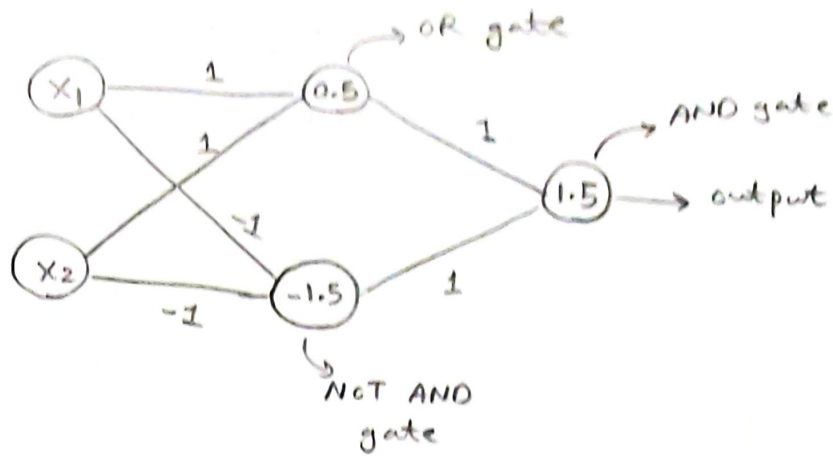 OR gate
X1
1
0.5
1
1
AND gate
1.5
output
-1
X2
-1
-1.5
1
NOT AND
gate